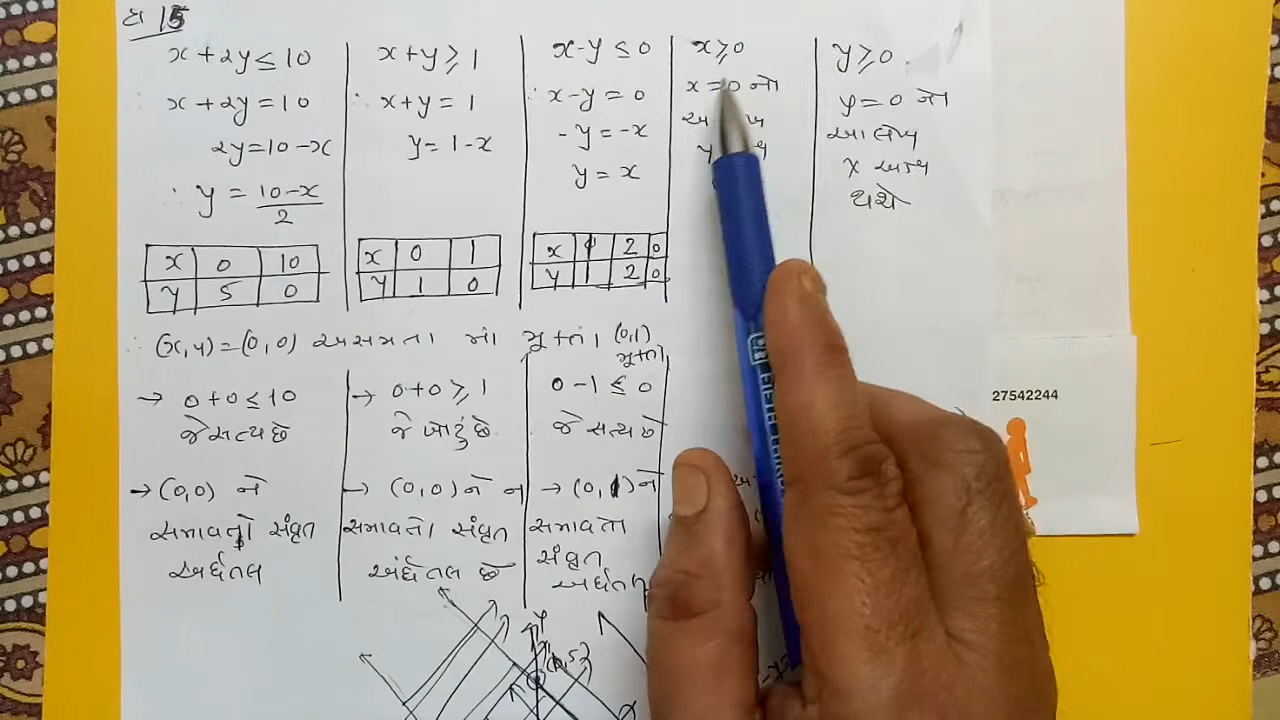 દા 15
x + 2y ≤ 10
∴ x + 2y = 10
2y = 10 - x
∴ y = 10-x / 2
x 0 10
y 5 0
x + y ≥ 1
∴ x + y = 1
y = 1 - x
x 0 1
y 1 0
x - y ≤ 0
∴ x - y = 0
- y = - x
y = x
x 1 2 0
y 1 2 0
x ≥ 0
x = 0 નો
y
y ≥ 0
y = 0 નો
આલેખ
x અક્ષ
થશે
∴ (x, y) = (0,0) અસમતા માં મૂકતાં (0,1)
મૂકતાં
→ 0 + 0 ≤ 10
જે સત્ય છે
→ (0,0) ને
સમાવતો સંવૃત
અર્ધતલ
→ 0 + 0 ≥ 1
જે ખોટું છે
→ (0,0) ને ન
સમાવતો સંવૃત
અર્ધતલ છે
0 - 1 ≤ 0
જે સત્ય છે
→ (0,1) ને
સમાવતો
સંવૃત
અર્ધતલ
27542244
FIFTH
Y